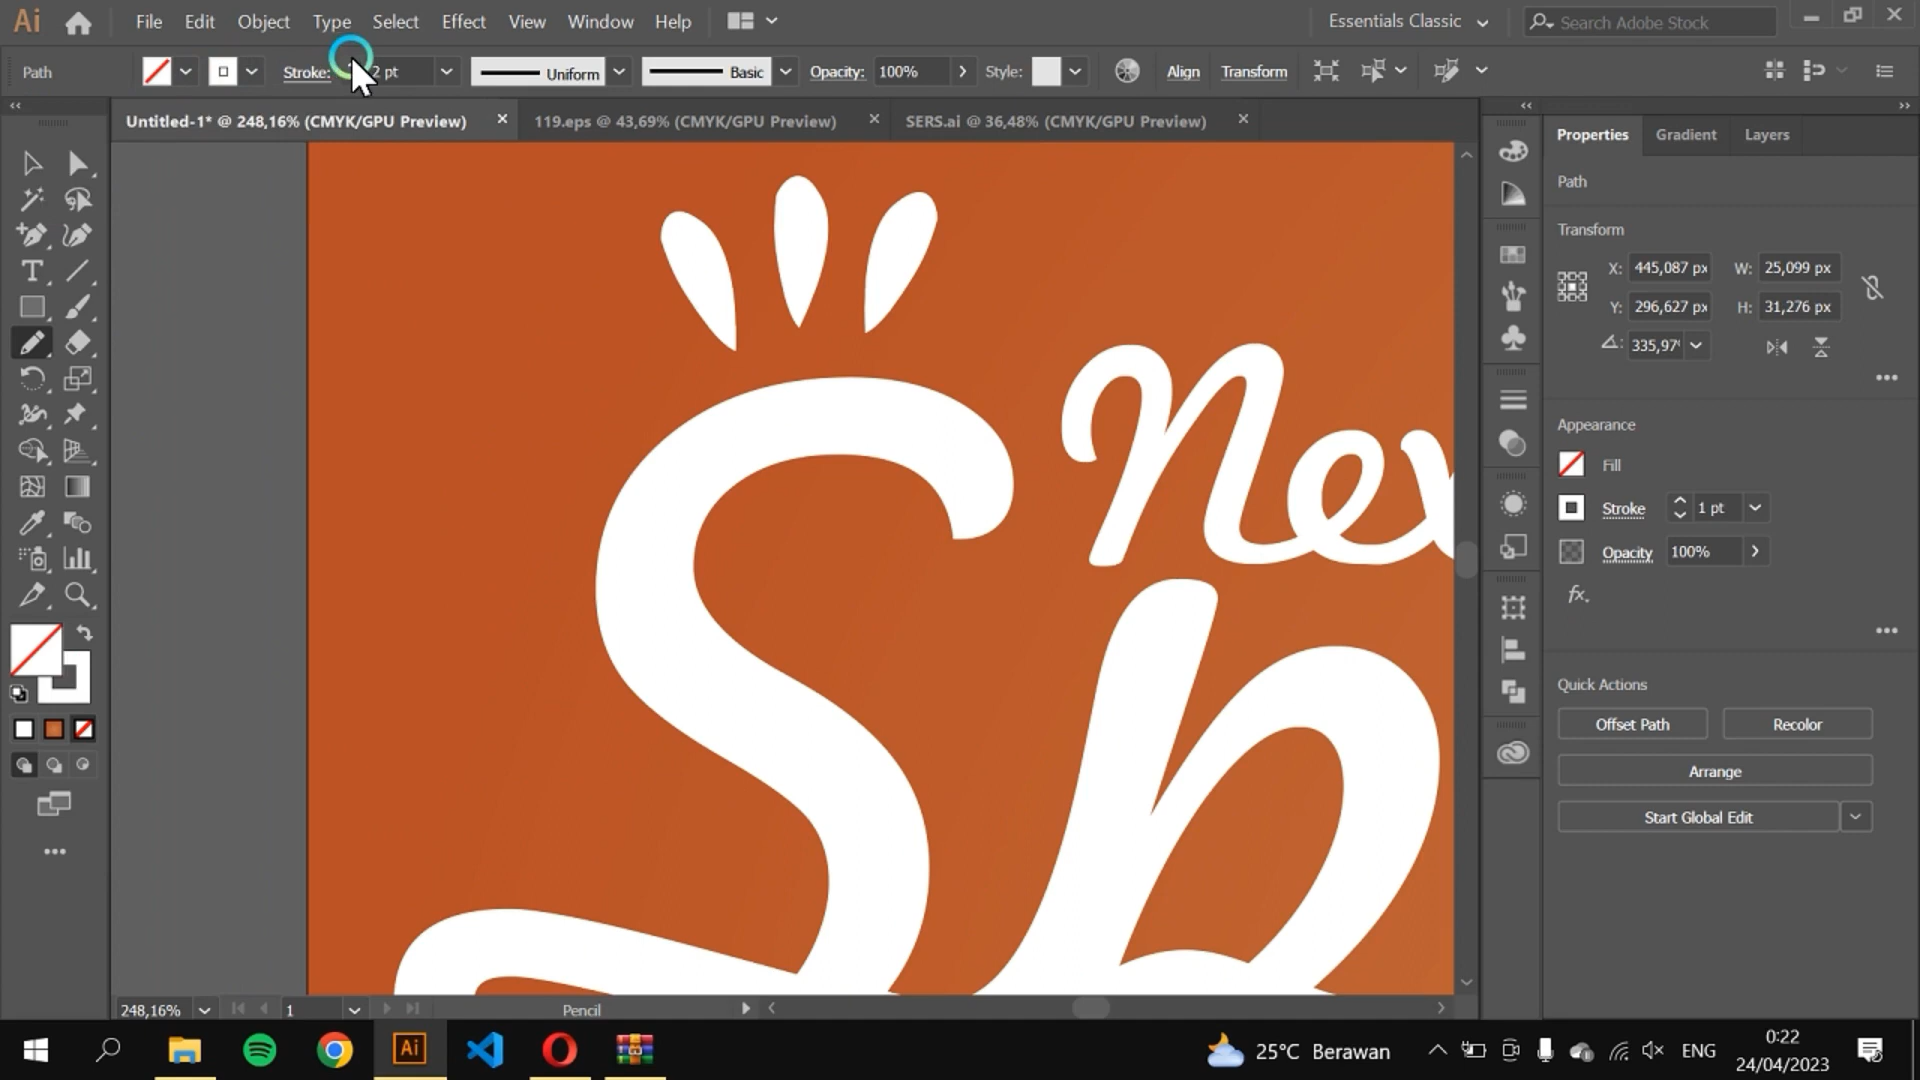 Ai File Edit Object Type Select Effect View Window Help Essentials Classic Search Adobe Stock
Path Stroke: 2 pt Uniform Basic Opacity: 100% Style: Align Transform
Untitled-1* @ 248,16% (CMYK/GPU Preview) × 119.eps @ 43,69% (CMYK/GPU Preview) × SERS.ai @ 36,48% (CMYK/GPU Preview) ×
Properties Gradient Layers
Path
Transform
X: 445,087 px W: 25,099 px
Y: 296,627 px H: 31,276 px
335,97°
Appearance
Fill
Stroke 1 pt
Opacity 100%
fx.
Quick Actions
Offset Path Recolor
Arrange
Start Global Edit
Nev
Sh
248,16% 1 Pencil
Ai 25°C Berawan ENG
0:22
24/04/2023